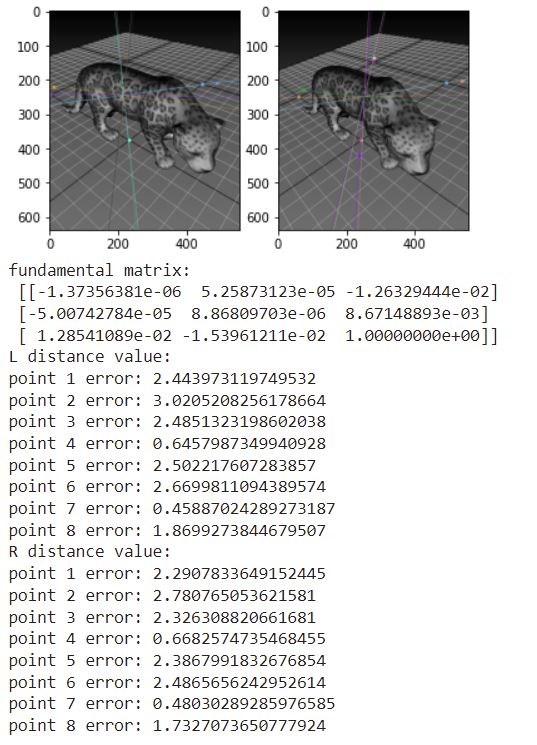 0
100
200
300
400
500
600
0 200 400
0
100
200
300
400
500
600
0 200 400
fundamental matrix:
[[-1.37356381e-06 5.25873123e-05 -1.26329444e-02]
[-5.00742784e-05 8.86809703e-06 8.67148893e-03]
[ 1.28541089e-02 -1.53961211e-02 1.00000000e+00]]
L distance value:
point 1 error: 2.443973119749532
point 2 error: 3.0205208256178664
point 3 error: 2.4851323198602038
point 4 error: 0.6457987349940928
point 5 error: 2.502217607283857
point 6 error: 2.6699811094389574
point 7 error: 0.45887024289273187
point 8 error: 1.8699273844679507
R distance value:
point 1 error: 2.2907833649152445
point 2 error: 2.780765053621581
point 3 error: 2.326308820661681
point 4 error: 0.6682574735468455
point 5 error: 2.3867991832676854
point 6 error: 2.4865656242952614
point 7 error: 0.48030289285976585
point 8 error: 1.7327073650777924